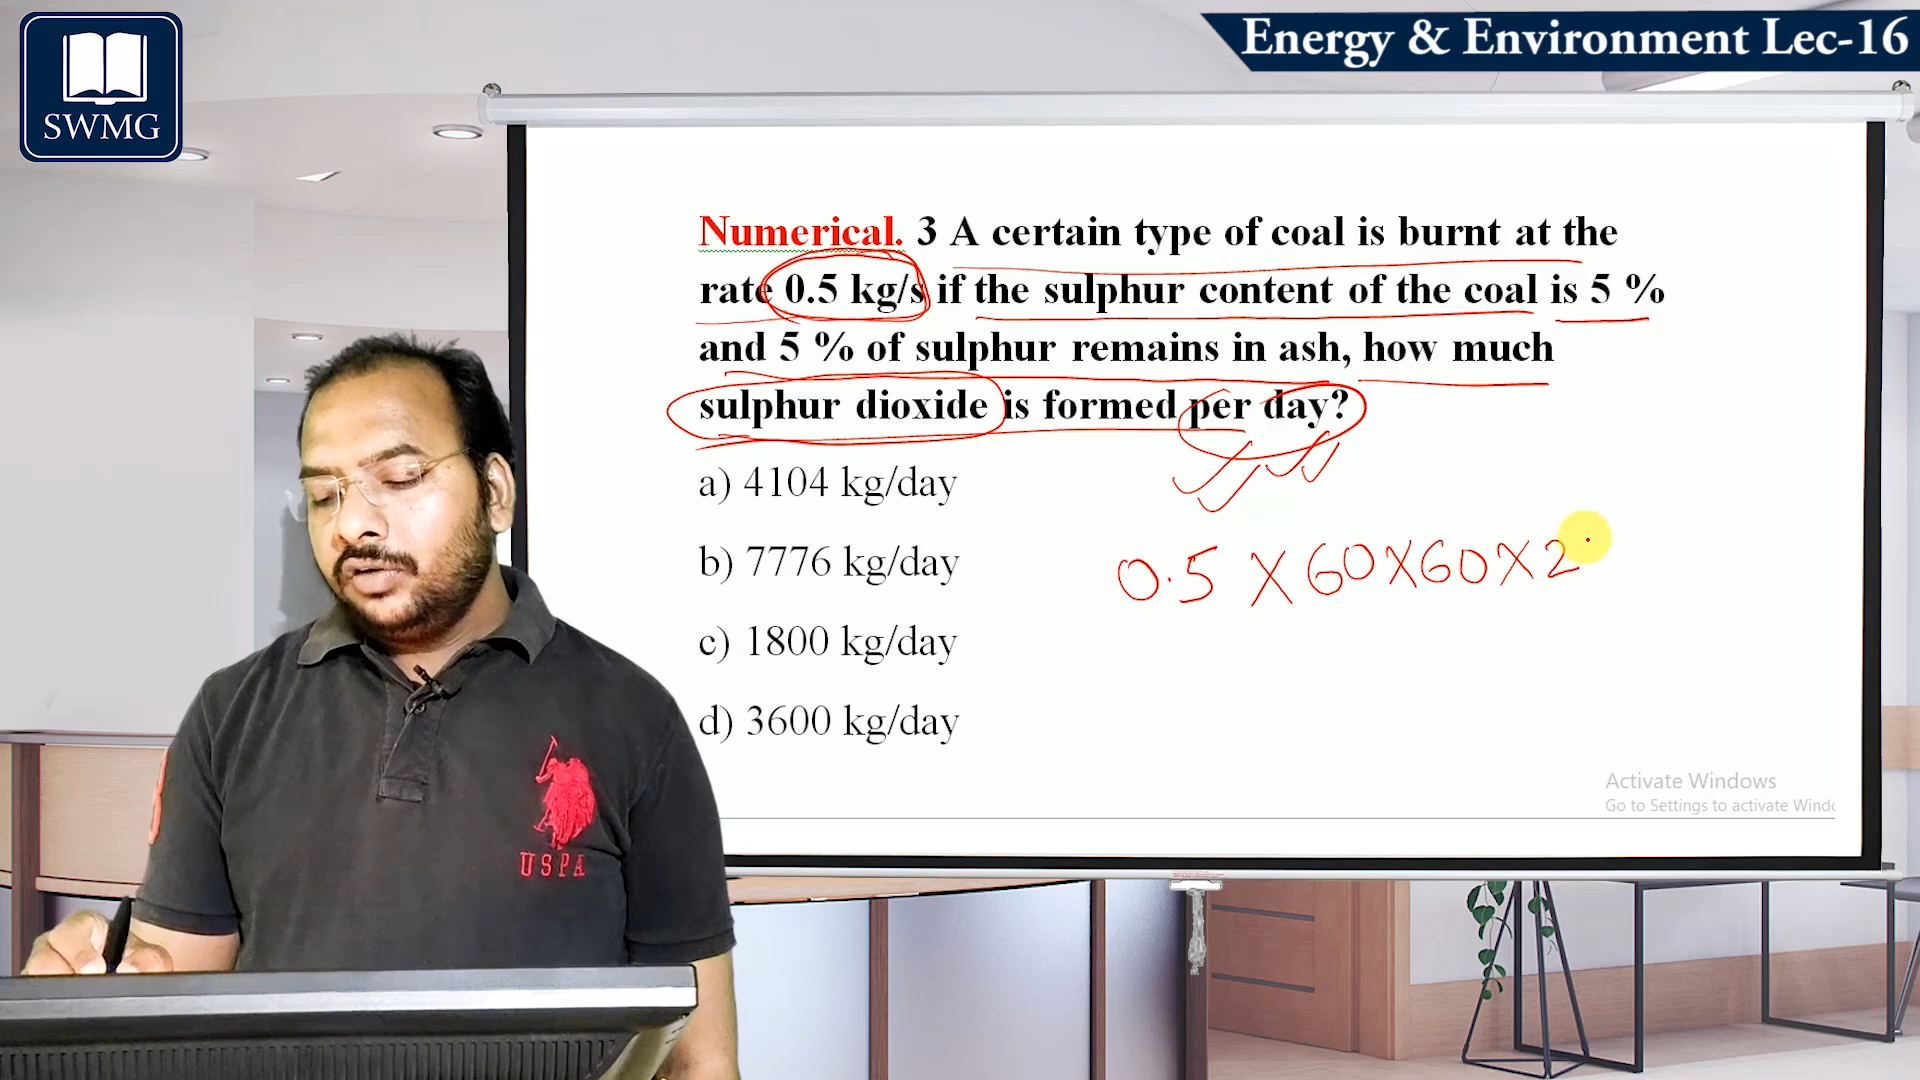 Energy & Environment Lec-16
SWMG
Numerical. 3 A certain type of coal is burnt at the
rate 0.5 kg/s if the sulphur content of the coal is 5 %
and 5 % of sulphur remains in ash, how much
sulphur dioxide is formed per day?
a) 4104 kg/day
b) 7776 kg/day
c) 1800 kg/day
d) 3600 kg/day
0.5 X 60X60X2
Activate Windows
Go to Settings to activate Windo
USPA